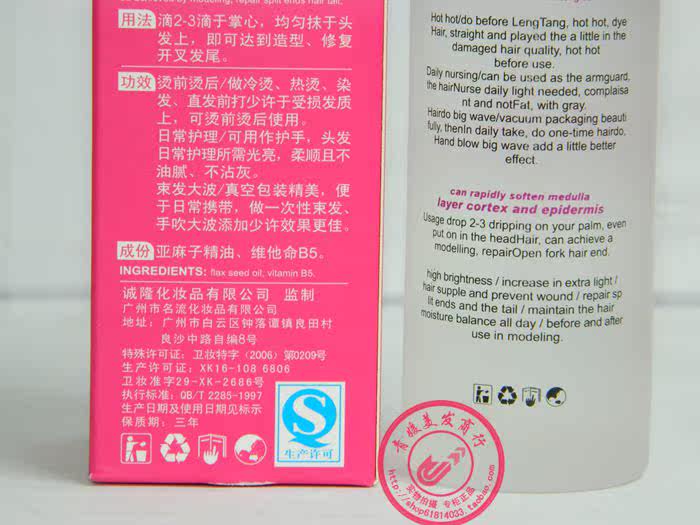 用法 滴2-3滴于掌心，均匀抹于头
发上，即可达到造型、修复
开叉发尾。
功效 烫前烫后/做冷烫、热烫、染
发、直发前打少许于受损发质
上，可烫前烫后使用。
日常护理/可用作护手，头发
日常护理所需光亮，柔顺且不
油腻、不沾灰。
束发大波/真空包装精美，便
于日常携带，做一次性束发、
手吹大波添加少许效果更佳。
成份 亚麻子精油、维他命B5。
INGREDIENTS: flax seed oil; vitamin B5.
诚隆化妆品有限公司 监制
广州市名流化妆品有限公司
地址：广州市白云区钟落谭镇良田村
良沙中路自编8号
特殊许可证：卫妆特字（2006）第0209号
生产许可证：XK16-108 6806
卫妆准字29-XK-2686号
执行标准：QB/T 2285-1997
生产日期及使用日期见标示
保质期：三年
生产许可
Hot hot/do before LengTang, hot hot, dye
Hair, straight and played the a little in the
damaged hair quality, hot hot
before use.
Daily nursing/can be used as the armguard,
the hairNurse daily light needed, complaisa
nt and notFat, with gray.
Hairdo big wave/vacuum packaging beauti
fully, thenIn daily take, do one-time hairdo,
Hand blow big wave add a little better
effect.
can rapidly soften medulla
layer cortex and epidermis
Usage drop 2-3 dripping on your palm, even
put on in the headHair, can achieve a
modelling, repairOpen fork hair end.
high brightness / increase in extra light /
hair supple and prevent wound / repair sp
lit ends and the tail / maintain the hair
moisture balance all day / before and after
use in modeling.
青媛美发商行
实物拍摄 专柜正品
http://shop61814033.taobao.com